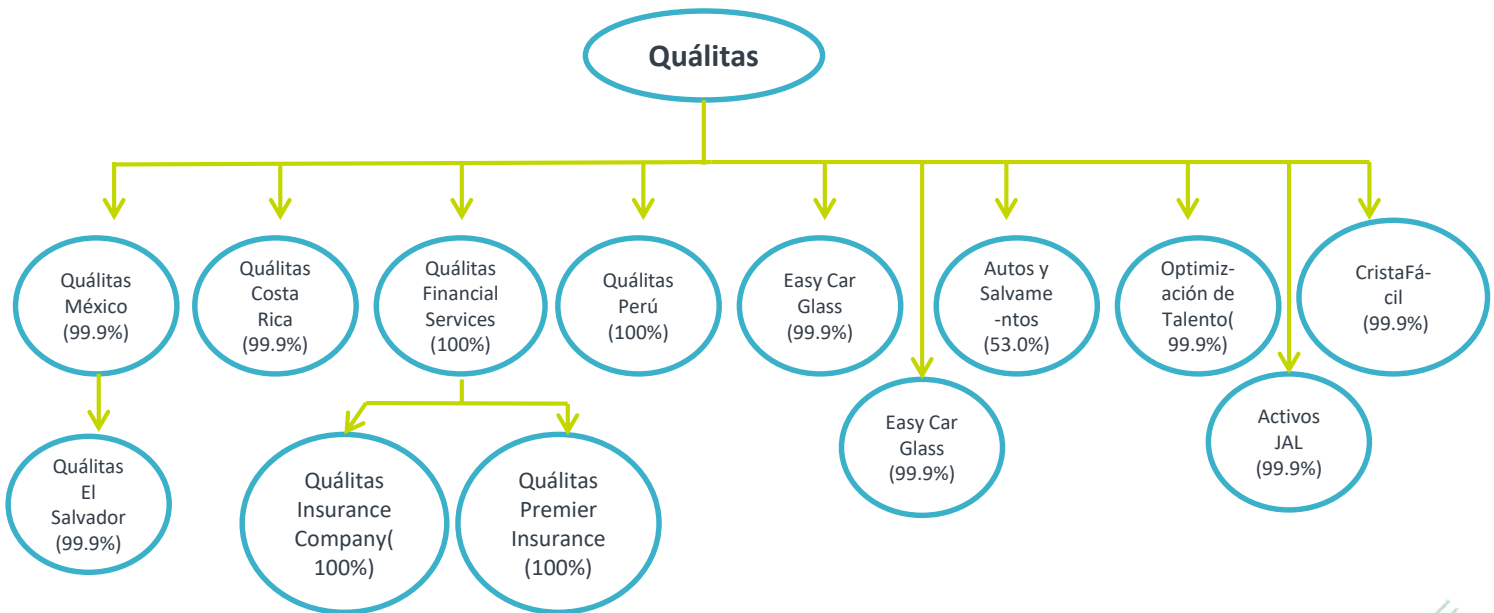 Quálitas
Quálitas
México
(99.9%)
Quálitas
Costa
Rica
(99.9%)
Quálitas
Financial
Services
(100%)
Quálitas
Perú
(100%)
Easy Car
Glass
(99.9%)
Autos y
Salvame
-ntos
(53.0%)
Optimiz-
ación de
Talento(
99.9%)
CristaFá-
cil
(99.9%)
Quálitas
El
Salvador
(99.9%)
Quálitas
Insurance
Company(
100%)
Quálitas
Premier
Insurance
(100%)
Easy Car
Glass
(99.9%)
Activos
JAL
(99.9%)